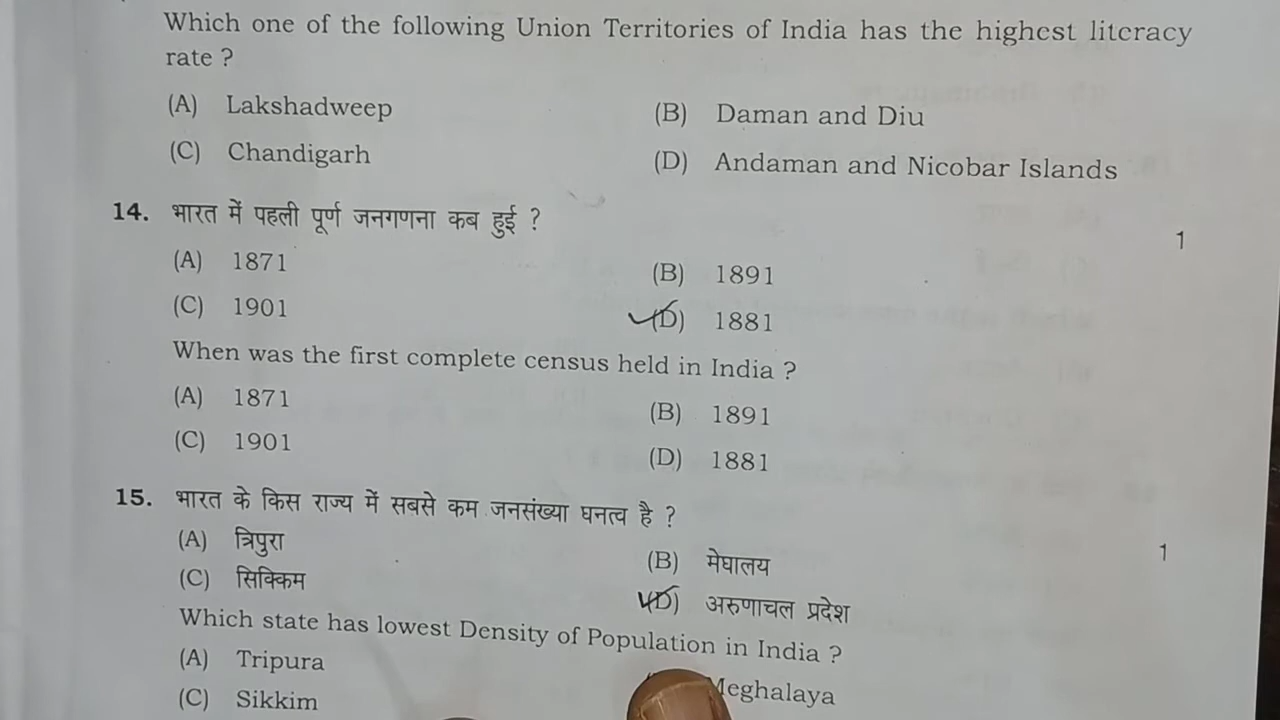 Which one of the following Union Territories of India has the highest literacy
rate ?
(A) Lakshadweep (B) Daman and Diu
(C) Chandigarh (D) Andaman and Nicobar Islands
14. भारत में पहली पूर्ण जनगणना कब हुई ? 1
(A) 1871 (B) 1891
(C) 1901 (D) 1881
When was the first complete census held in India ?
(A) 1871 (B) 1891
(C) 1901 (D) 1881
15. भारत के किस राज्य में सबसे कम जनसंख्या घनत्व है ? 1
(A) त्रिपुरा (B) मेघालय
(C) सिक्किम (D) अरुणाचल प्रदेश
Which state has lowest Density of Population in India ?
(A) Tripura Meghalaya
(C) Sikkim